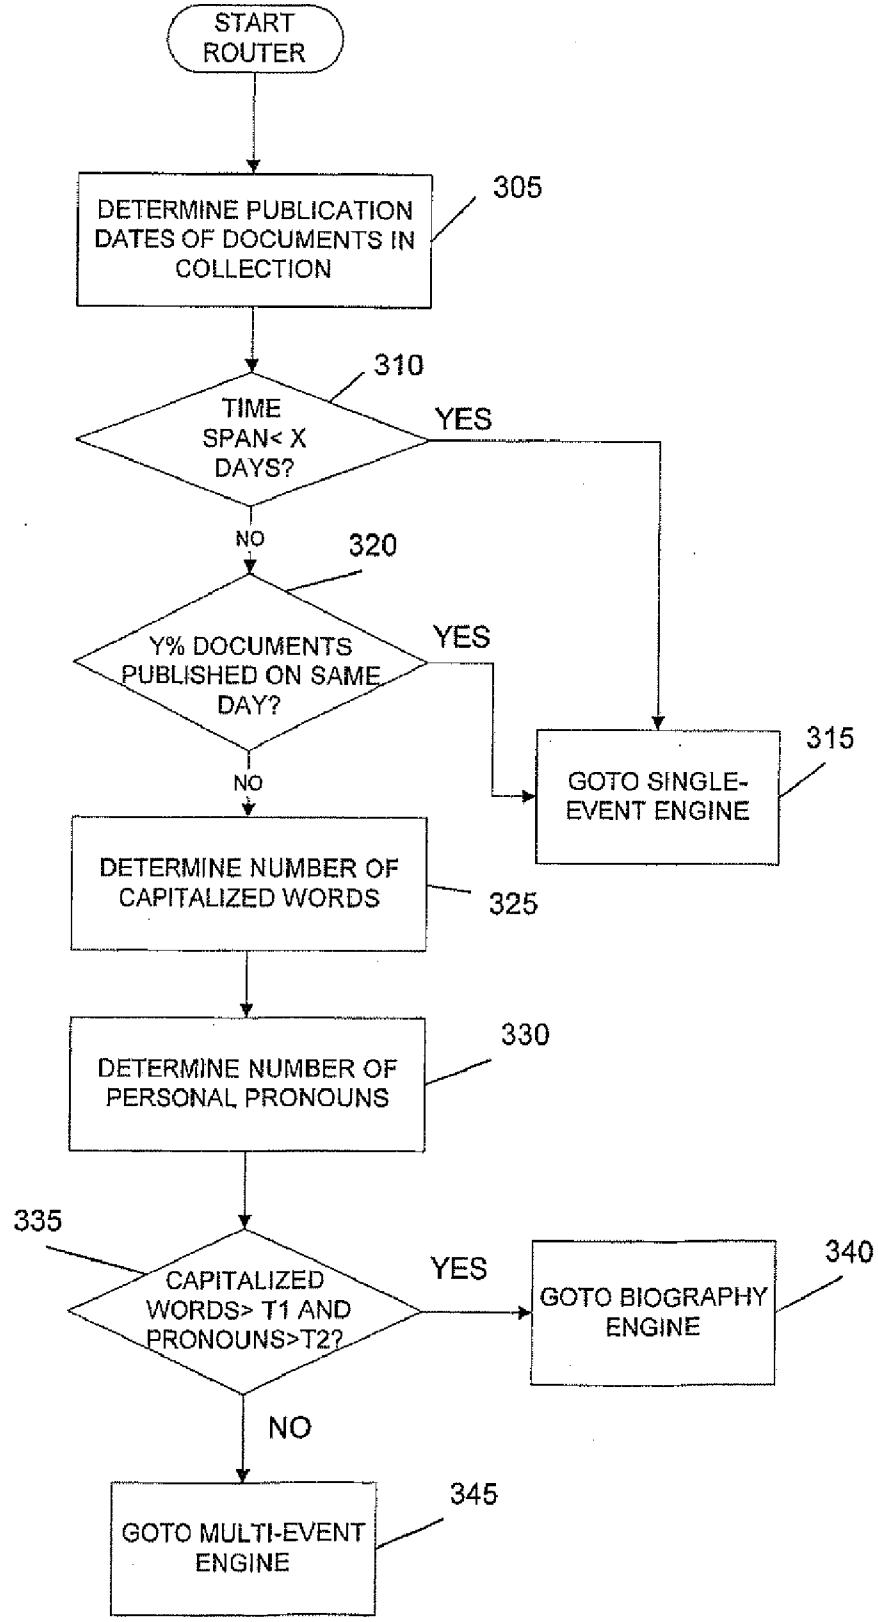 START
ROUTER
305
DETERMINE PUBLICATION
DATES OF DOCUMENTS IN
COLLECTION
310
TIME
SPAN< X
DAYS?
YES
NO
320
Y% DOCUMENTS
PUBLISHED ON SAME
DAY?
YES
NO
315
GOTO SINGLE-
EVENT ENGINE
DETERMINE NUMBER OF
CAPITALIZED WORDS
325
330
DETERMINE NUMBER OF
PERSONAL PRONOUNS
335
CAPITALIZED
WORDS> T1 AND
PRONOUNS>T2?
YES
340
GOTO BIOGRAPHY
ENGINE
NO
345
GOTO MULTI-EVENT
ENGINE